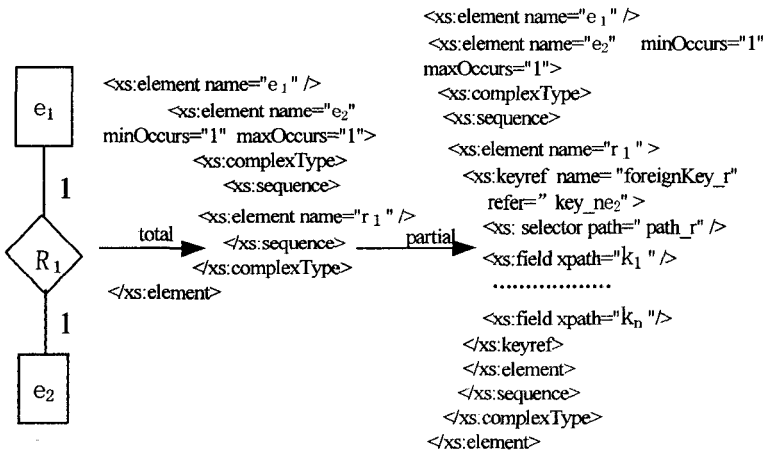 e₁
1
R₁
1
e₂
total
<xs:element name="e₁" />
<xs:element name="e₂"
minOccurs="1" maxOccurs="1">
<xs:complexType>
<xs:sequence>
<xs:element name="r₁" />
</xs:sequence>
</xs:complexType>
</xs:element>
partial
<xs:element name="e₁" />
<xs:element name="e₂" minOccurs="1"
maxOccurs="1">
<xs:complexType>
<xs:sequence>
<xs:element name="r₁" >
<xs:keyref name= "foreignKey_r"
refer=” key_ne₂" >
<xs: selector path=" path_r" />
<xs:field xpath="k₁ " />
..................
<xs:field xpath="kₙ "/>
</xs:keyref>
</xs:element>
</xs:sequence>
</xs:complexType>
</xs:element>